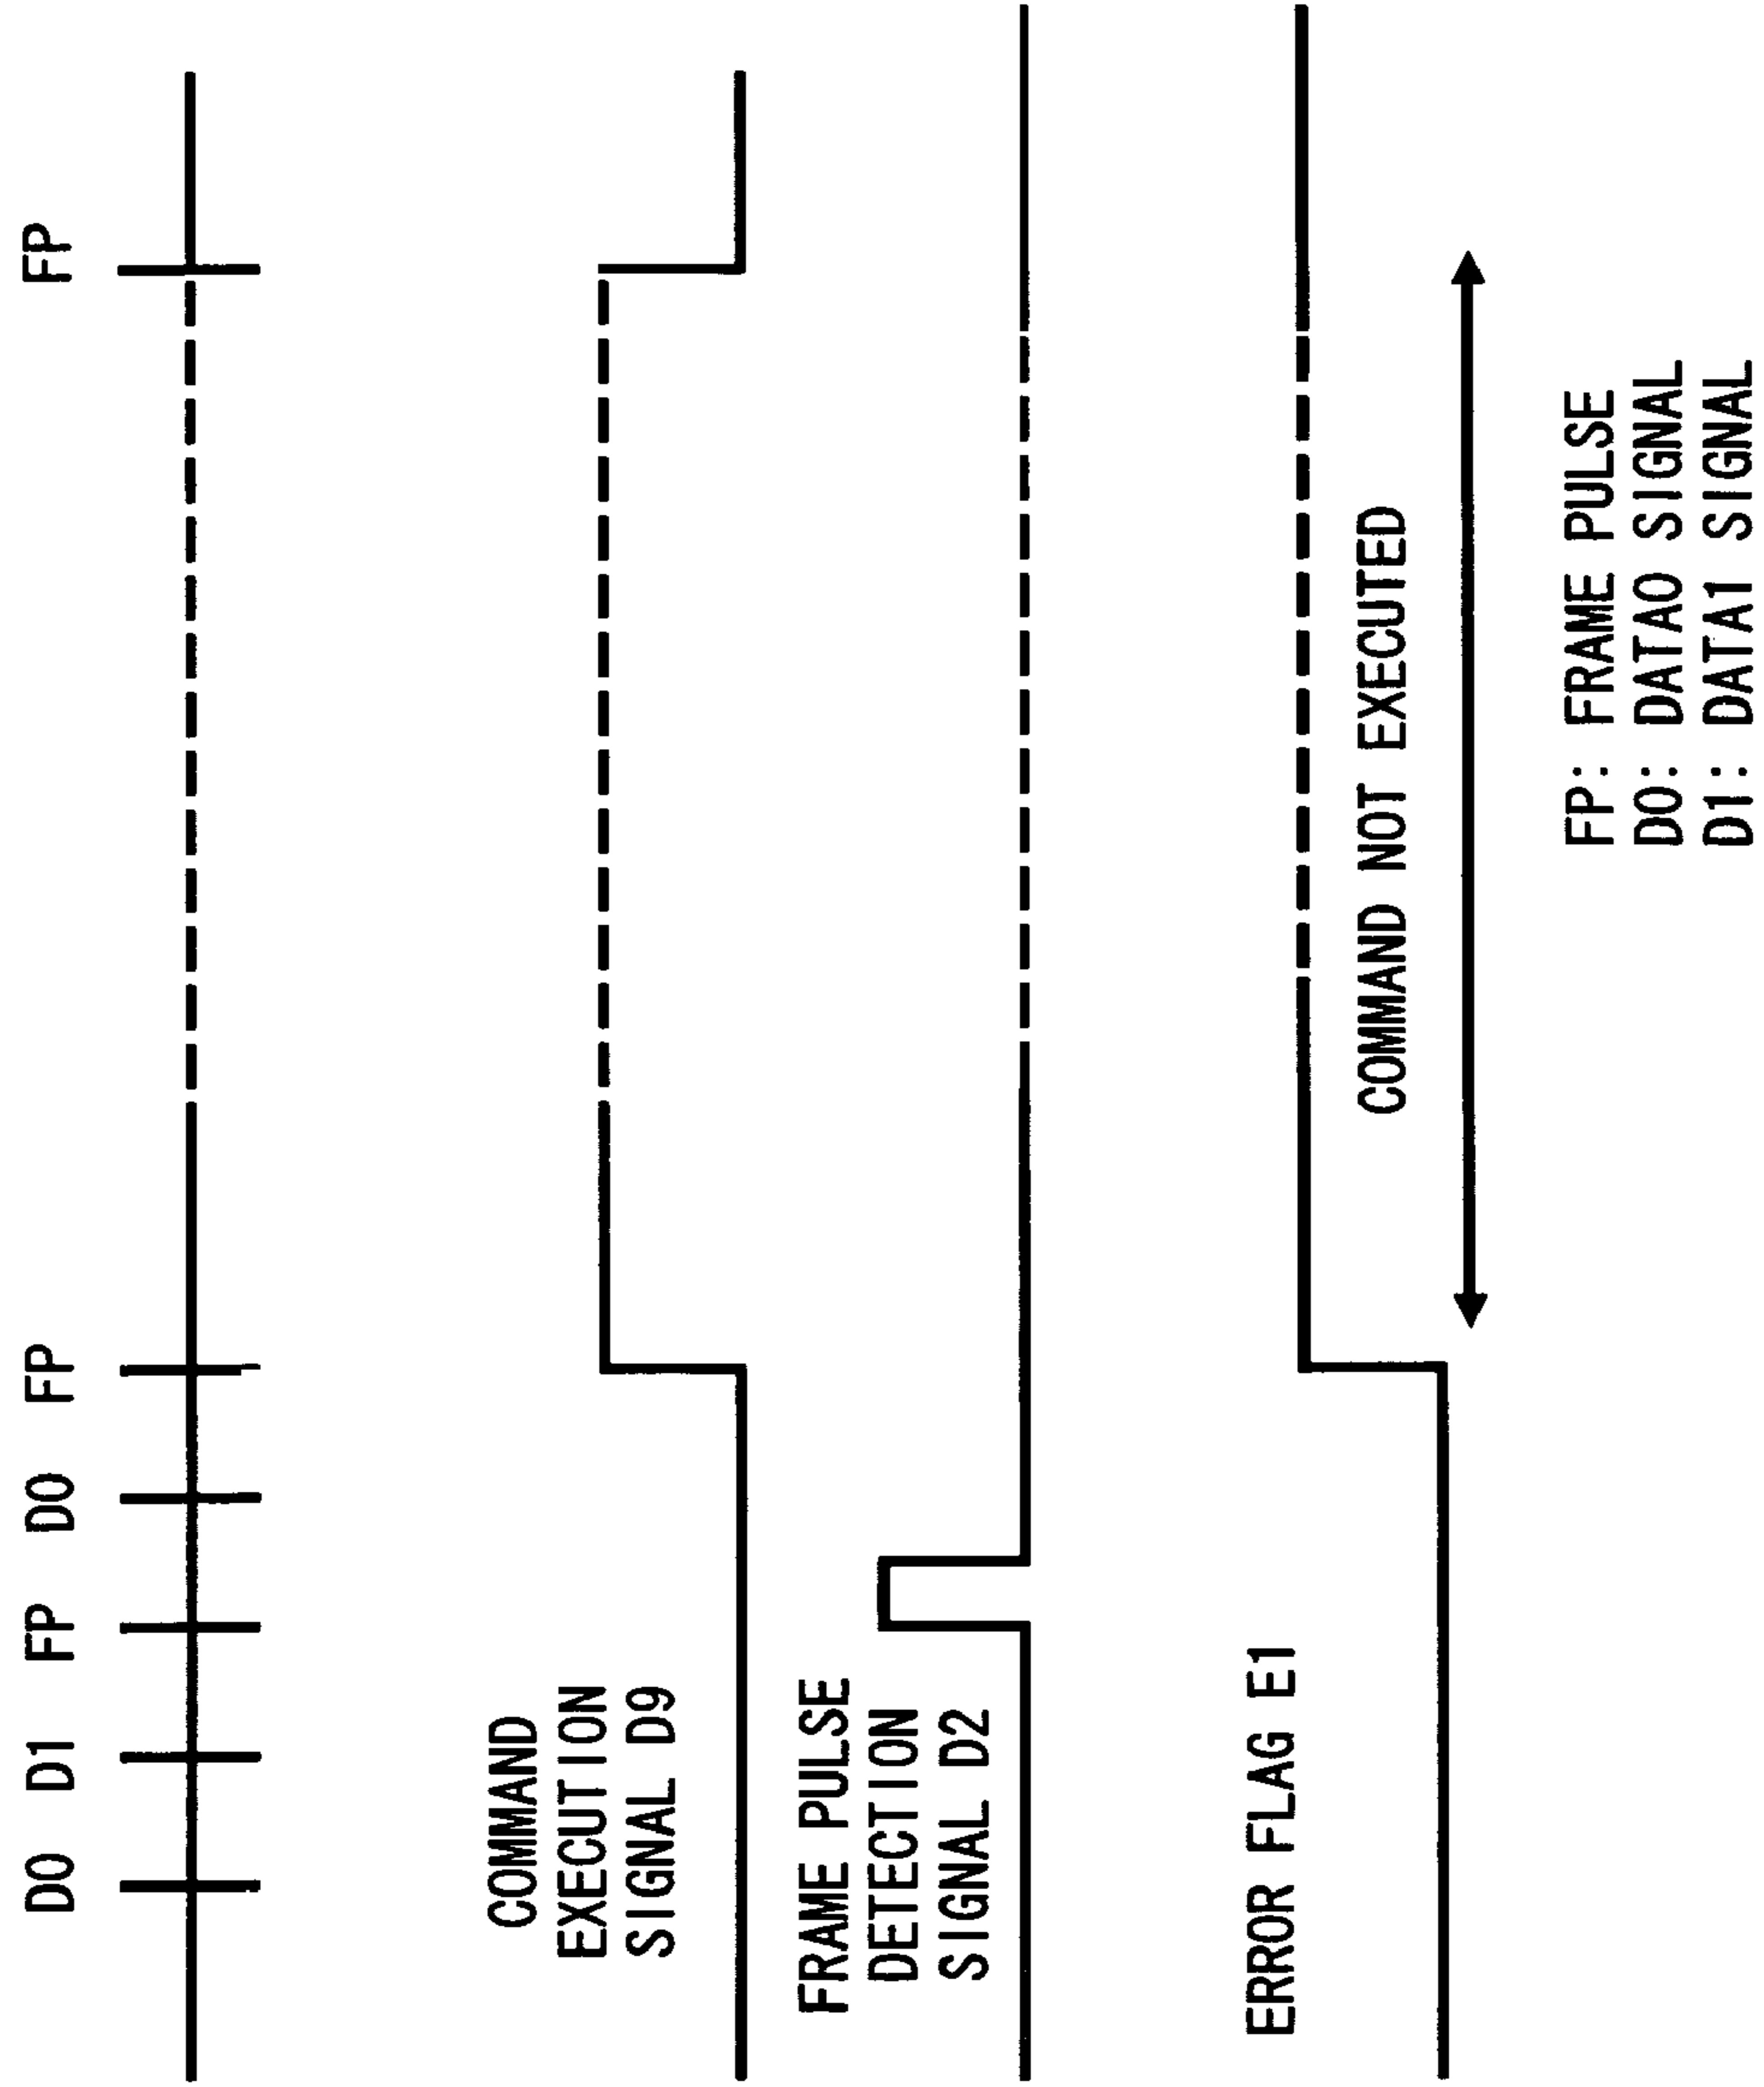 D0 D1 FP D0 FP FP
COMMAND
EXECUTION
SIGNAL D9
FRAME PULSE
DETECTION
SIGNAL D2
ERROR FLAG E1
COMMAND NOT EXECUTED
FP: FRAME PULSE
D0: DATA0 SIGNAL
D1: DATA1 SIGNAL